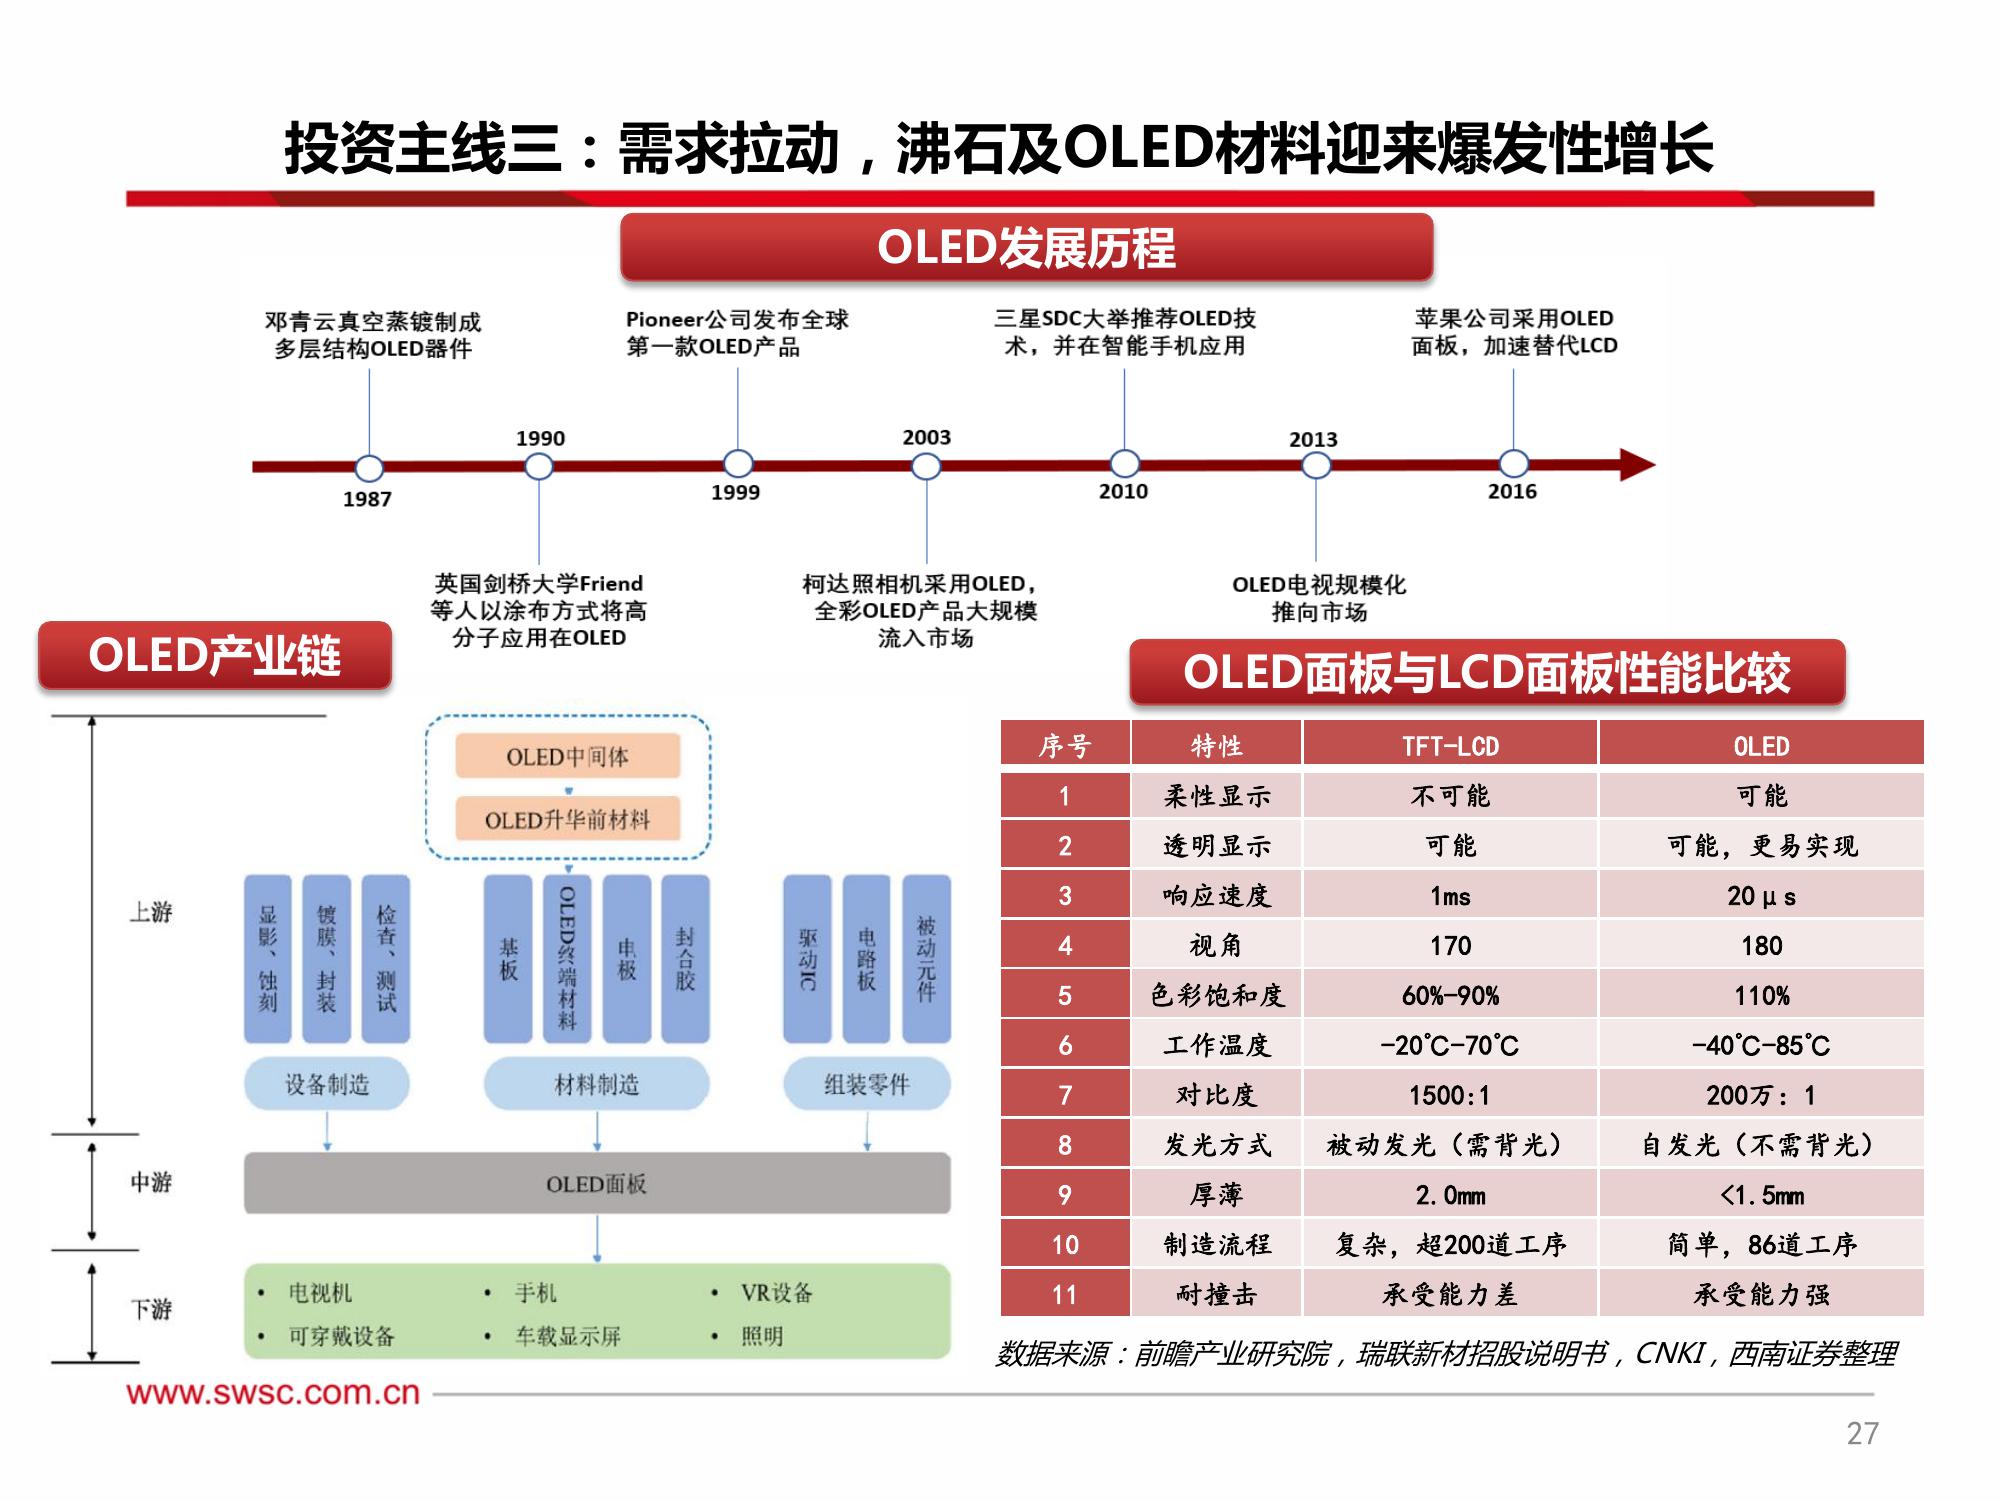 投资主线三：需求拉动，沸石及OLED材料迎来爆发性增长
OLED发展历程
邓青云真空蒸镀制成
多层结构OLED器件
Pioneer公司发布全球
第一款OLED产品
三星SDC大举推荐OLED技
术，并在智能手机应用
苹果公司采用OLED
面板，加速替代LCD
1987
1990
1999
2003
2010
2013
2016
英国剑桥大学Friend
等人以涂布方式将高
分子应用在OLED
柯达照相机采用OLED，
全彩OLED产品大规模
流入市场
OLED电视规模化
推向市场
OLED产业链
上游
中游
下游
OLED中间体
OLED升华前材料
显影、蚀刻
镀膜、封装
检查、测试
基板
OLED终端材料
电极
封合胶
驱动IC
电路板
被动元件
设备制造
材料制造
组装零件
OLED面板
• 电视机 • 手机 • VR设备
• 可穿戴设备 • 车载显示屏 • 照明
OLED面板与LCD面板性能比较
序号 特性 TFT-LCD OLED
1 柔性显示 不可能 可能
2 透明显示 可能 可能，更易实现
3 响应速度 1ms 20μs
4 视角 170 180
5 色彩饱和度 60%-90% 110%
6 工作温度 -20℃-70℃ -40℃-85℃
7 对比度 1500:1 200万：1
8 发光方式 被动发光（需背光） 自发光（不需背光）
9 厚薄 2.0mm <1.5mm
10 制造流程 复杂，超200道工序 简单，86道工序
11 耐撞击 承受能力差 承受能力强
数据来源：前瞻产业研究院，瑞联新材招股说明书，CNKI，西南证券整理
www.swsc.com.cn
27